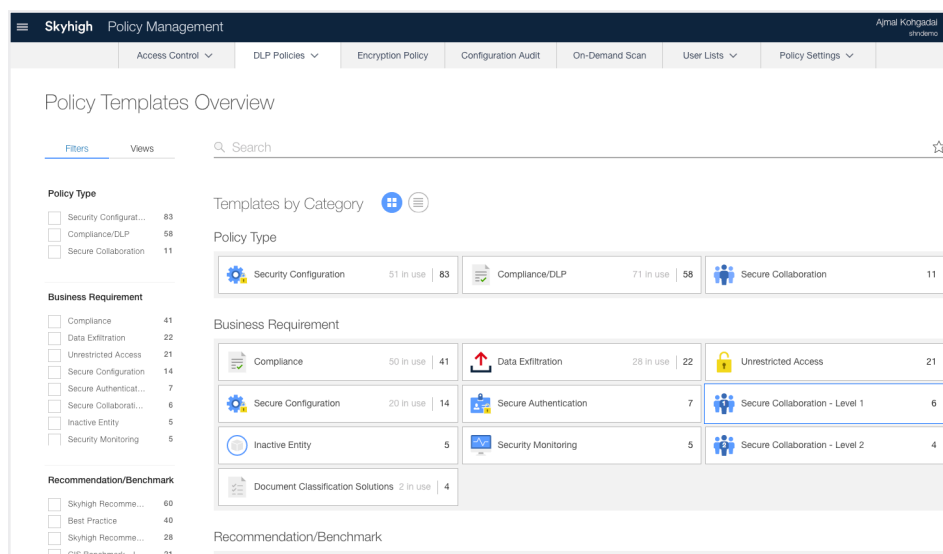 Skyhigh Policy Management
Ajmal Kohgadai
shndemo
Access Control
DLP Policies
Encryption Policy
Configuration Audit
On-Demand Scan
User Lists
Policy Settings
Policy Templates Overview
Filters
Views
Search
Policy Type
Security Configurat... 83
Compliance/DLP 58
Secure Collaboration 11
Business Requirement
Compliance 41
Data Exfiltration 22
Unrestricted Access 21
Secure Configuration 14
Secure Authenticat... 7
Secure Collaborati... 6
Inactive Entity 5
Security Monitoring 5
Recommendation/Benchmark
Skyhigh Recomme... 60
Best Practice 40
Skyhigh Recomme... 28
Templates by Category
Policy Type
Security Configuration 51 in use 83
Compliance/DLP 71 in use 58
Secure Collaboration 11
Business Requirement
Compliance 50 in use 41
Data Exfiltration 28 in use 22
Unrestricted Access 21
Secure Configuration 20 in use 14
Secure Authentication 7
1 Secure Collaboration - Level 1 6
Inactive Entity 5
Security Monitoring 5
2 Secure Collaboration - Level 2 4
Document Classification Solutions 2 in use 4
Recommendation/Benchmark